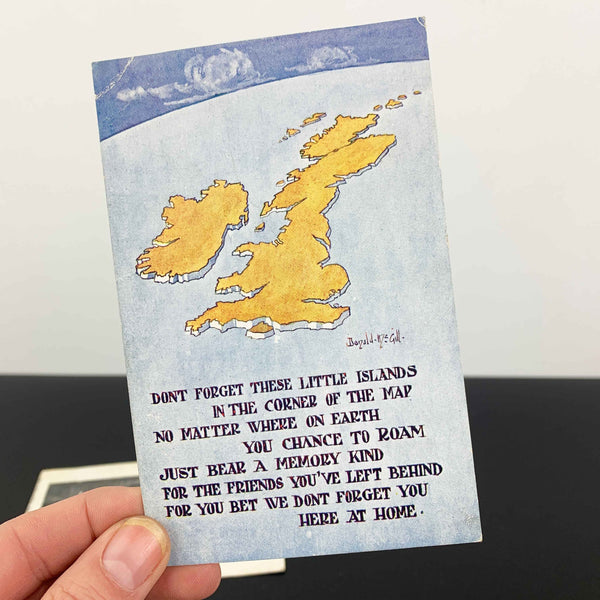 Donald McGill.
DONT FORGET THESE LITTLE ISLANDS
IN THE CORNER OF THE MAP
NO MATTER WHERE ON EARTH
YOU CHANCE TO ROAM
JUST BEAR A MEMORY KIND
FOR THE FRIENDS YOU'VE LEFT BEHIND
FOR YOU BET WE DONT FORGET YOU
HERE AT HOME.